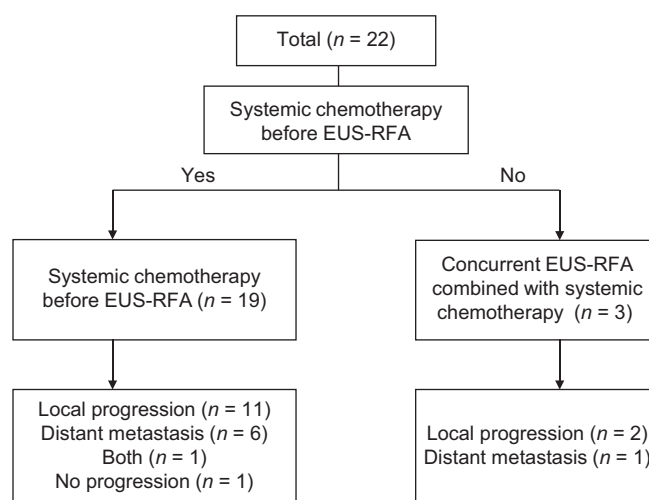 Total (n = 22)
Systemic chemotherapy
before EUS-RFA
Yes
No
Systemic chemotherapy
before EUS-RFA (n = 19)
Concurrent EUS-RFA
combined with systemic
chemotherapy (n = 3)
Local progression (n = 11)
Distant metastasis (n = 6)
Both (n = 1)
No progression (n = 1)
Local progression (n = 2)
Distant metastasis (n = 1)